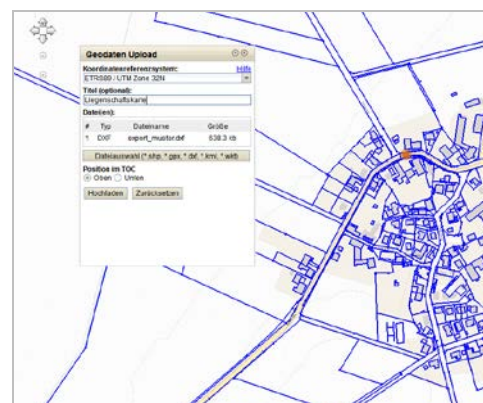 Geodaten Upload
Koordinatenreferenzsystem: Hilfe
ETRS89 / UTM Zone 32N
Titel (optional):
Liegenschaftskarte
Datei(en):
# Typ Dateiname Größe
1 DXF export_muster.dxf 638.3 kb
Dateiauswahl (*.shp, *.gpx, *.dxf, *.kml, *.wkt)
Position im TOC
Oben Unten
Hochladen Zurücksetzen